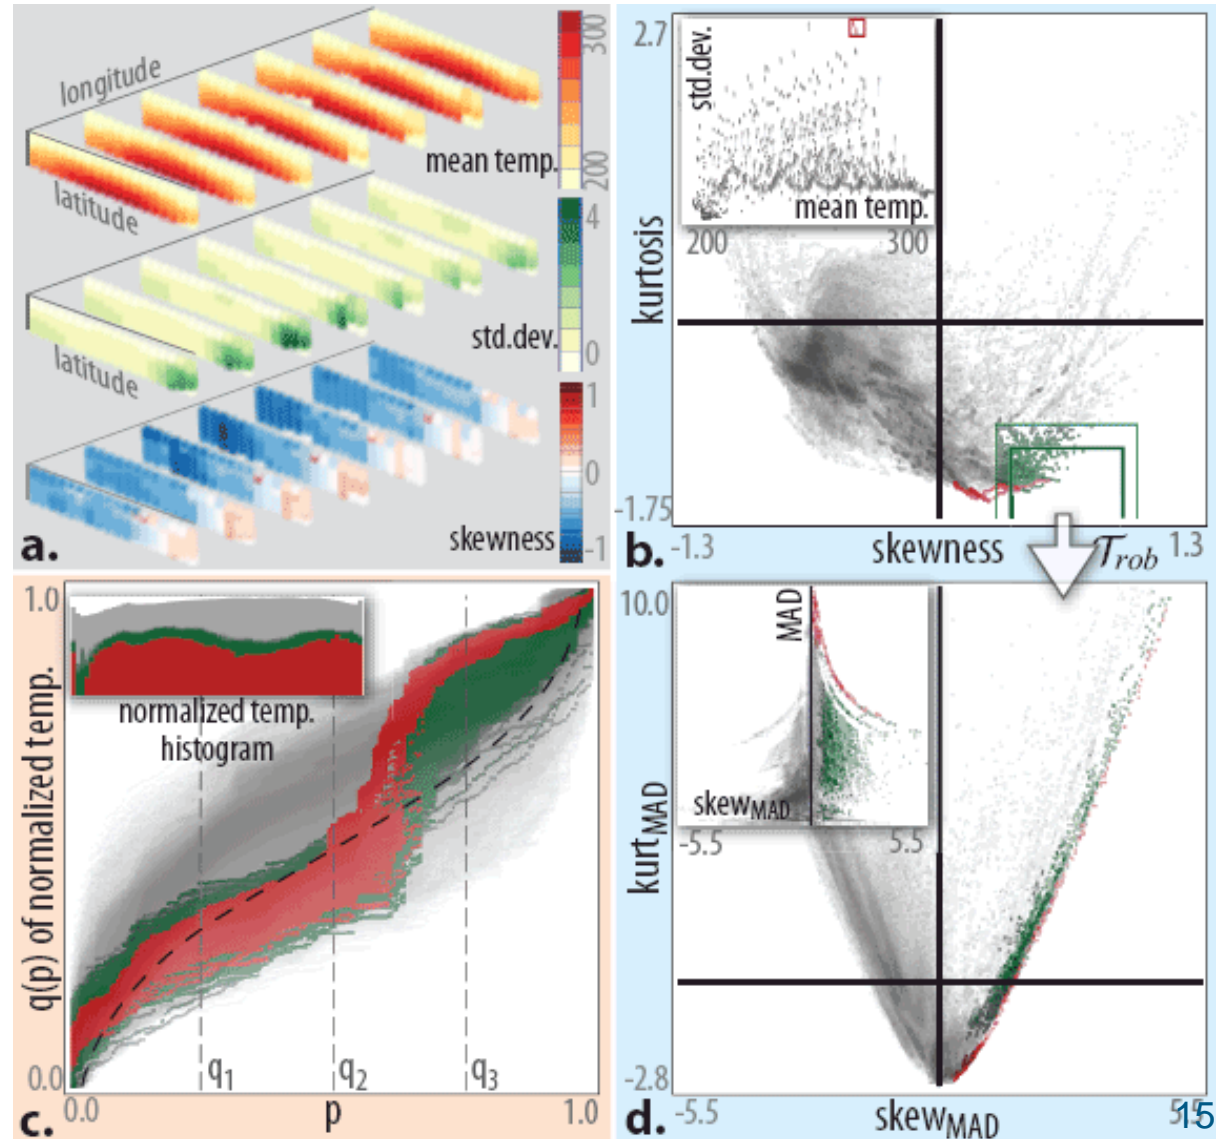 longitude
latitude
mean temp.
300
200
latitude
std.dev.
4
0
skewness
1
0
-1
a.
2.7
std.dev.
mean temp.
200
300
kurtosis
-1.75
-1.3
skewness
1.3
b.
𝒯rob
1.0
normalized temp.
histogram
q(p) of normalized temp.
q1
q2
q3
0.0
0.0
p
1.0
c.
10.0
MAD
skewMAD
-5.5
5.5
kurtMAD
-2.8
-5.5
skewMAD
d.
15